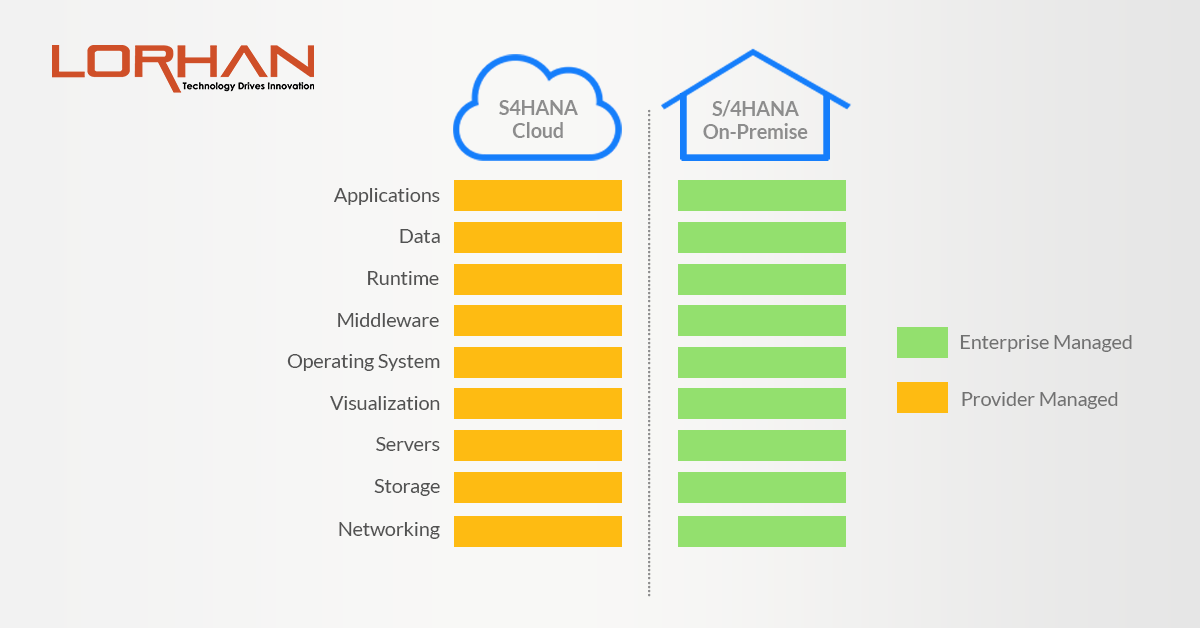 LORHAN
Technology Drives Innovation
S4HANA
Cloud
S/4HANA
On-Premise
Applications
Data
Runtime
Middleware
Operating System
Visualization
Servers
Storage
Networking
Enterprise Managed
Provider Managed